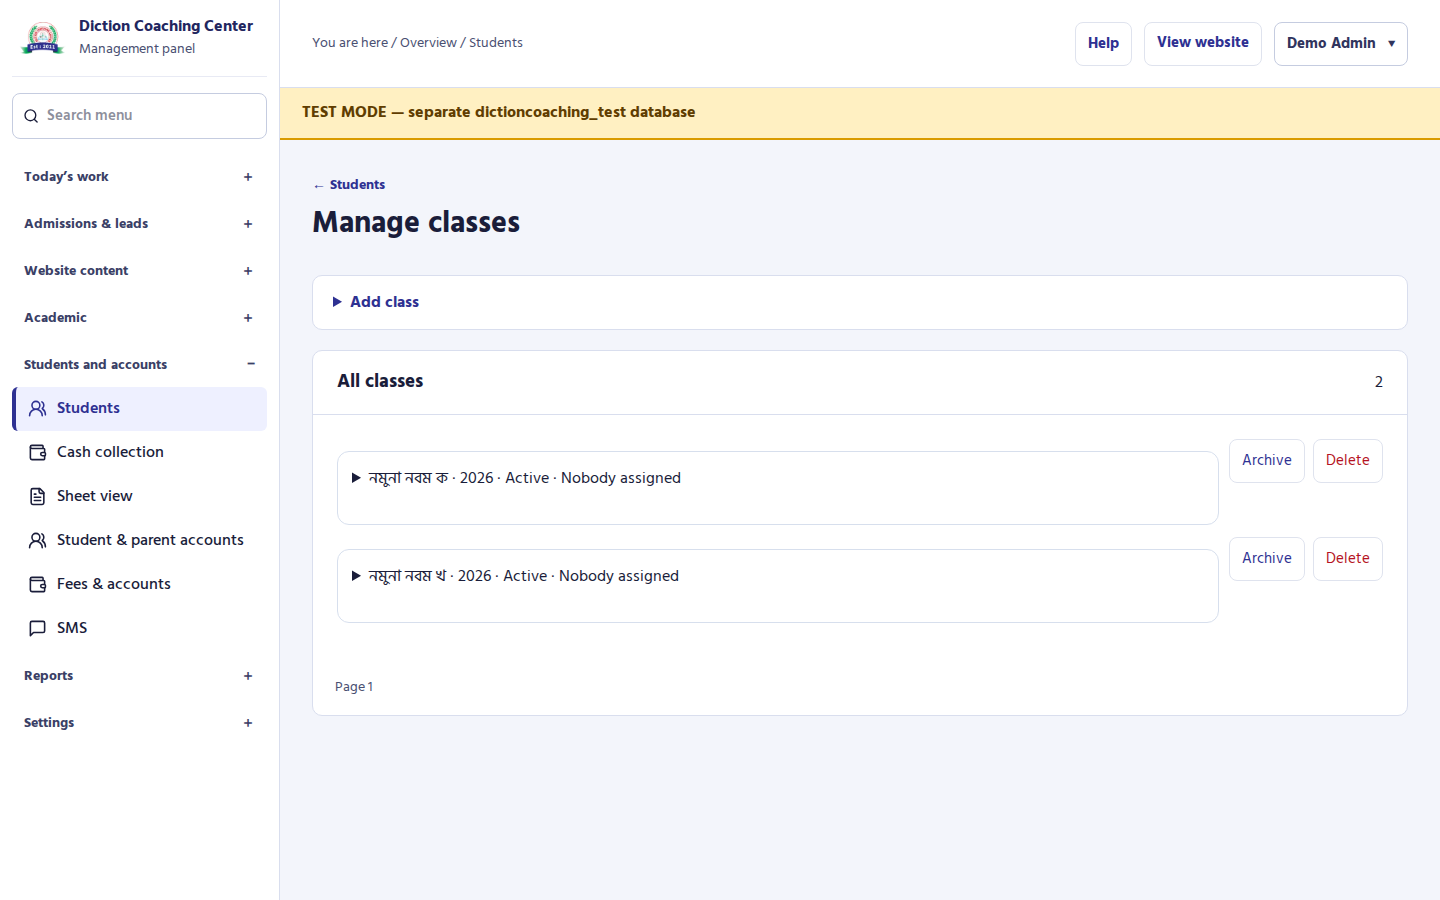 Diction Coaching Center
Management panel
Est : 2011
Search menu
Today’s work +
Admissions & leads +
Website content +
Academic +
Students and accounts −
Students
Cash collection
Sheet view
Student & parent accounts
Fees & accounts
SMS
Reports +
Settings +
You are here / Overview / Students
Help
View website
Demo Admin ▾
TEST MODE — separate dictioncoaching_test database
← Students
Manage classes
▶ Add class
All classes 2
▶ নমুনা নবম ক · 2026 · Active · Nobody assigned
Archive
Delete
▶ নমুনা নবম খ · 2026 · Active · Nobody assigned
Archive
Delete
Page 1